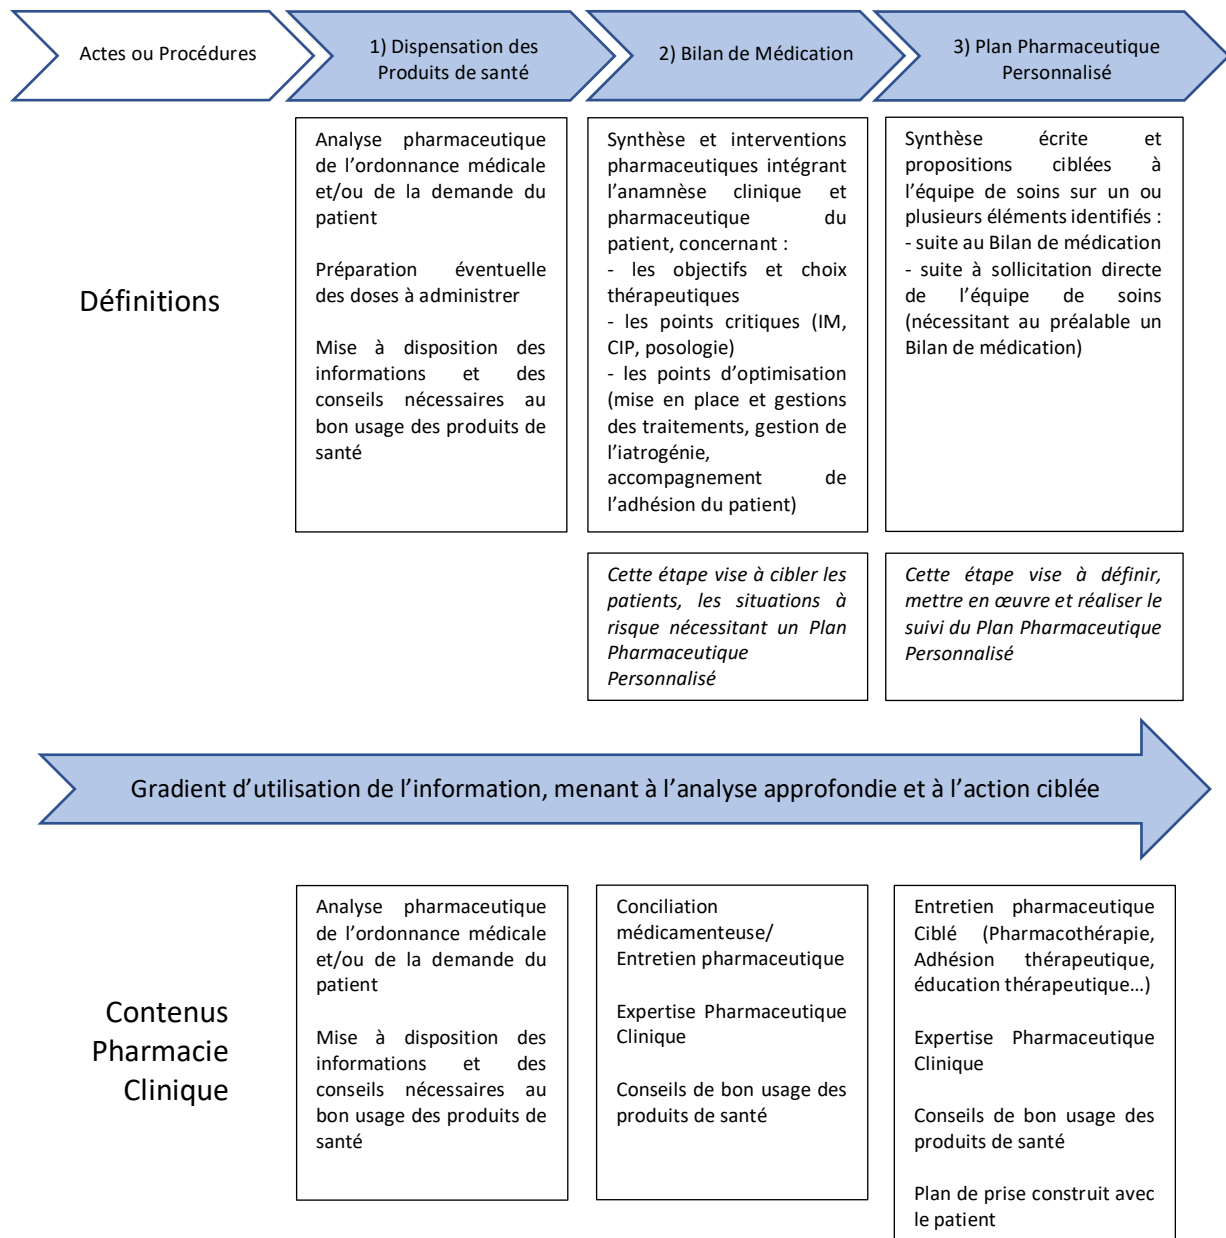 Actes ou Procédures
1) Dispensation des
Produits de santé
2) Bilan de Médication
3) Plan Pharmaceutique
Personnalisé
Définitions
Analyse pharmaceutique
de l’ordonnance médicale
et/ou de la demande du
patient
Préparation éventuelle
des doses à administrer
Mise à disposition des
informations et des
conseils nécessaires au
bon usage des produits de
santé
Synthèse et interventions
pharmaceutiques intégrant
l’anamnèse clinique et
pharmaceutique du
patient, concernant :
- les objectifs et choix
thérapeutiques
- les points critiques (IM,
CIP, posologie)
- les points d’optimisation
(mise en place et gestions
des traitements, gestion de
l’iatrogénie,
accompagnement de
l’adhésion du patient)
Synthèse écrite et
propositions ciblées à
l’équipe de soins sur un ou
plusieurs éléments identifiés :
- suite au Bilan de médication
- suite à sollicitation directe
de l’équipe de soins
(nécessitant au préalable un
Bilan de médication)
Cette étape vise à cibler les
patients, les situations à
risque nécessitant un Plan
Pharmaceutique
Personnalisé
Cette étape vise à définir,
mettre en œuvre et réaliser le
suivi du Plan Pharmaceutique
Personnalisé
Gradient d’utilisation de l’information, menant à l’analyse approfondie et à l’action ciblée
Contenus
Pharmacie
Clinique
Analyse pharmaceutique
de l’ordonnance médicale
et/ou de la demande du
patient
Mise à disposition des
informations et des
conseils nécessaires au
bon usage des produits de
santé
Conciliation
médicamenteuse/
Entretien pharmaceutique
Expertise Pharmaceutique
Clinique
Conseils de bon usage des
produits de santé
Entretien pharmaceutique
Ciblé (Pharmacothérapie,
Adhésion thérapeutique,
éducation thérapeutique…)
Expertise Pharmaceutique
Clinique
Conseils de bon usage des
produits de santé
Plan de prise construit avec
le patient